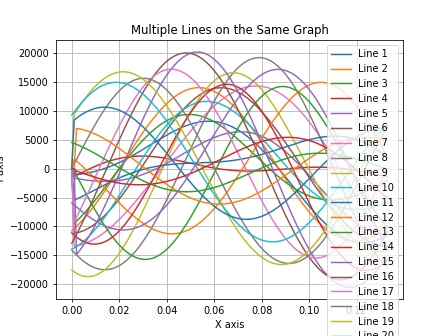 Multiple Lines on the Same Graph
20000
15000
10000
5000
0
−5000
−10000
−15000
−20000
0.00 0.02 0.04 0.06 0.08 0.10
X axis
Line 1
Line 2
Line 3
Line 4
Line 5
Line 6
Line 7
Line 8
Line 9
Line 10
Line 11
Line 12
Line 13
Line 14
Line 15
Line 16
Line 17
Line 18
Line 19
Line 20